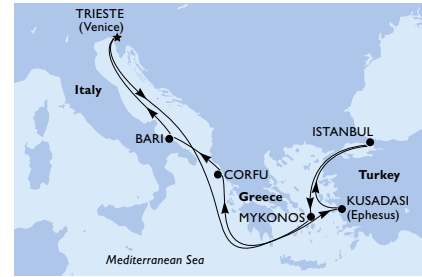 TRIESTE
(Venice)
Italy
BARI
ISTANBUL
CORFU
Turkey
Greece
KUSADASI
(Ephesus)
MYKONOS
Mediterranean Sea